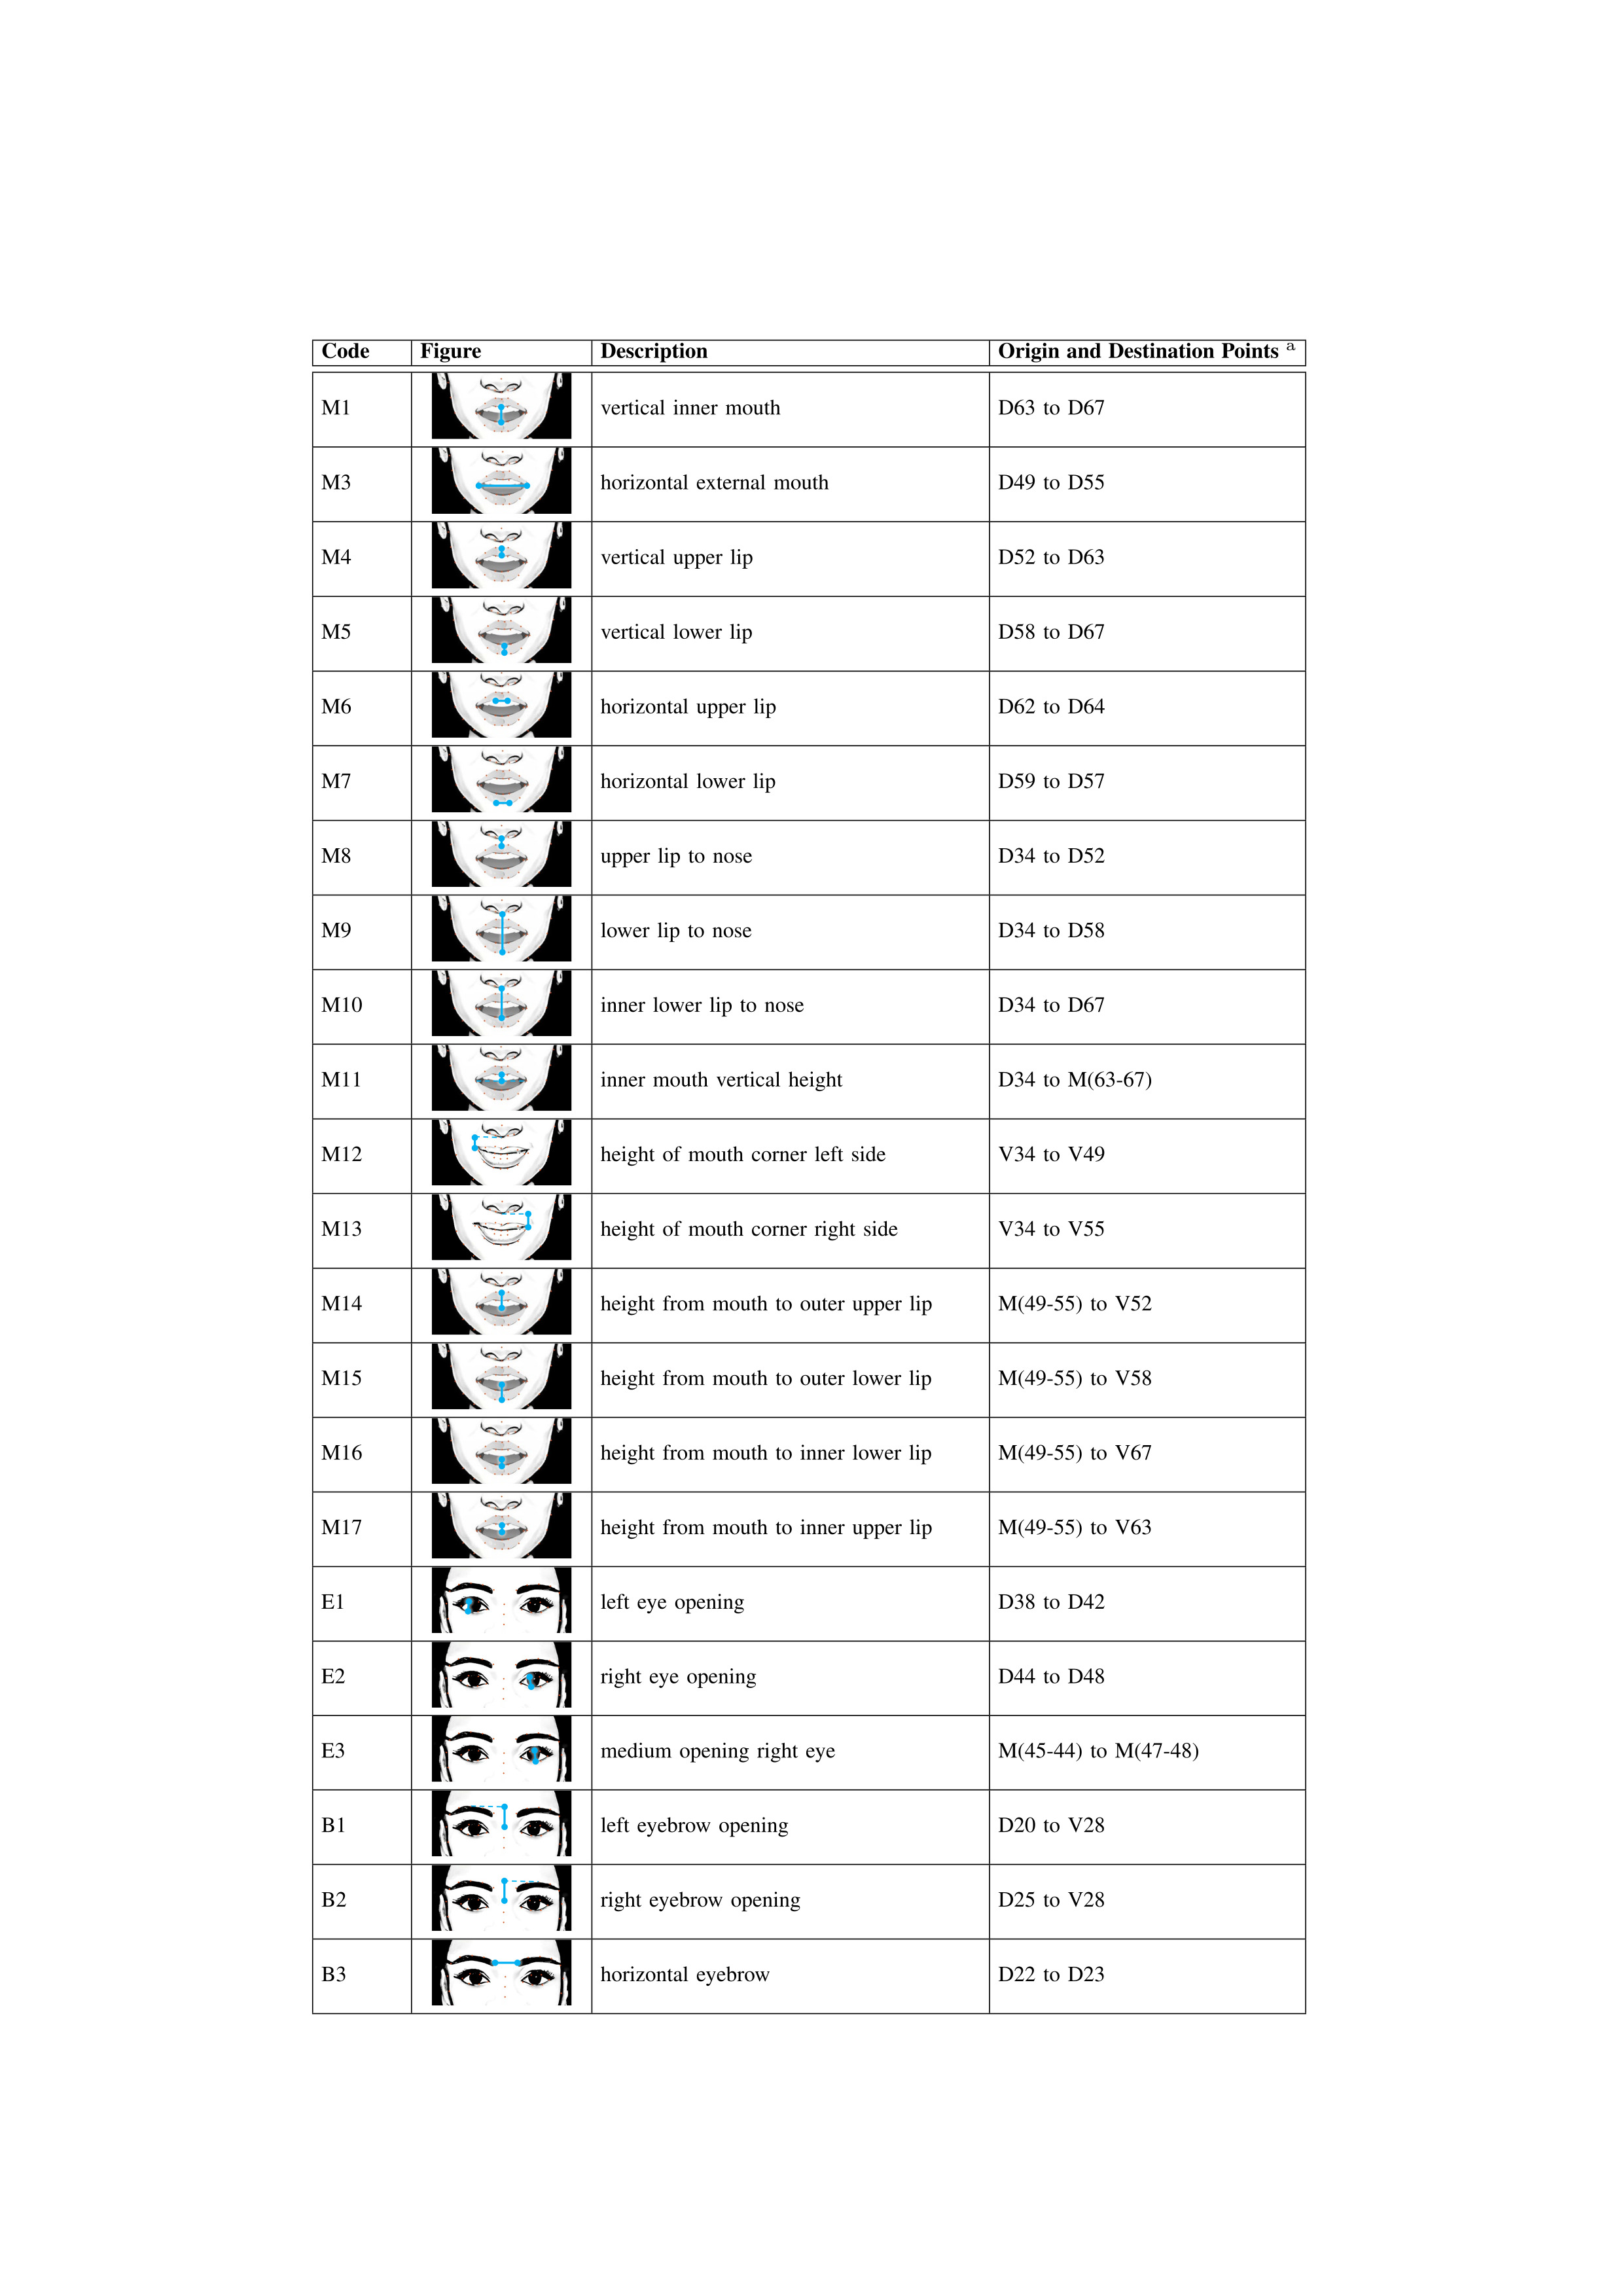 Code Figure Description Origin and Destination Points a
M1 vertical inner mouth D63 to D67
M3 horizontal external mouth D49 to D55
M4 vertical upper lip D52 to D63
M5 vertical lower lip D58 to D67
M6 horizontal upper lip D62 to D64
M7 horizontal lower lip D59 to D57
M8 upper lip to nose D34 to D52
M9 lower lip to nose D34 to D58
M10 inner lower lip to nose D34 to D67
M11 inner mouth vertical height D34 to M(63-67)
M12 height of mouth corner left side V34 to V49
M13 height of mouth corner right side V34 to V55
M14 height from mouth to outer upper lip M(49-55) to V52
M15 height from mouth to outer lower lip M(49-55) to V58
M16 height from mouth to inner lower lip M(49-55) to V67
M17 height from mouth to inner upper lip M(49-55) to V63
E1 left eye opening D38 to D42
E2 right eye opening D44 to D48
E3 medium opening right eye M(45-44) to M(47-48)
B1 left eyebrow opening D20 to V28
B2 right eyebrow opening D25 to V28
B3 horizontal eyebrow D22 to D23